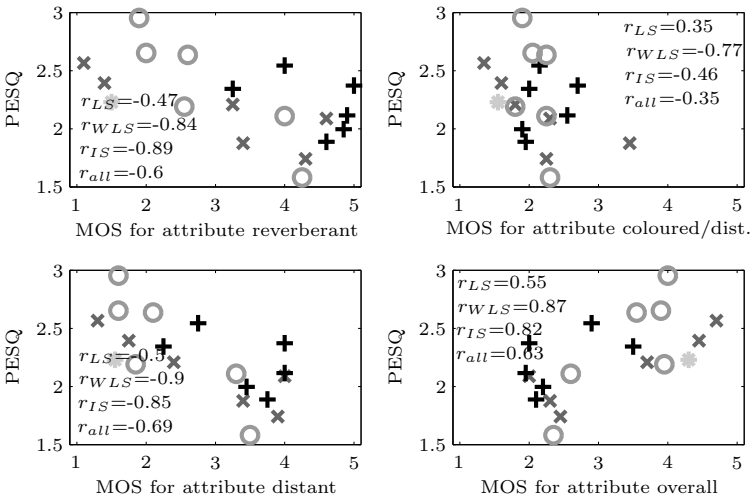 3
2.5
2
1.5
PESQ
r_LS=-0.47
r_WLS=-0.84
r_IS=-0.89
r_all=-0.6
1 2 3 4 5
MOS for attribute reverberant
3
2.5
2
1.5
PESQ
r_LS=0.35
r_WLS=-0.77
r_IS=-0.46
r_all=-0.35
1 2 3 4 5
MOS for attribute coloured/dist.
3
2.5
2
1.5
PESQ
r_LS=-0.5
r_WLS=-0.9
r_IS=-0.85
r_all=-0.69
1 2 3 4 5
MOS for attribute distant
3
2.5
2
1.5
PESQ
r_LS=0.55
r_WLS=0.87
r_IS=0.82
r_all=0.63
1 2 3 4 5
MOS for attribute overall